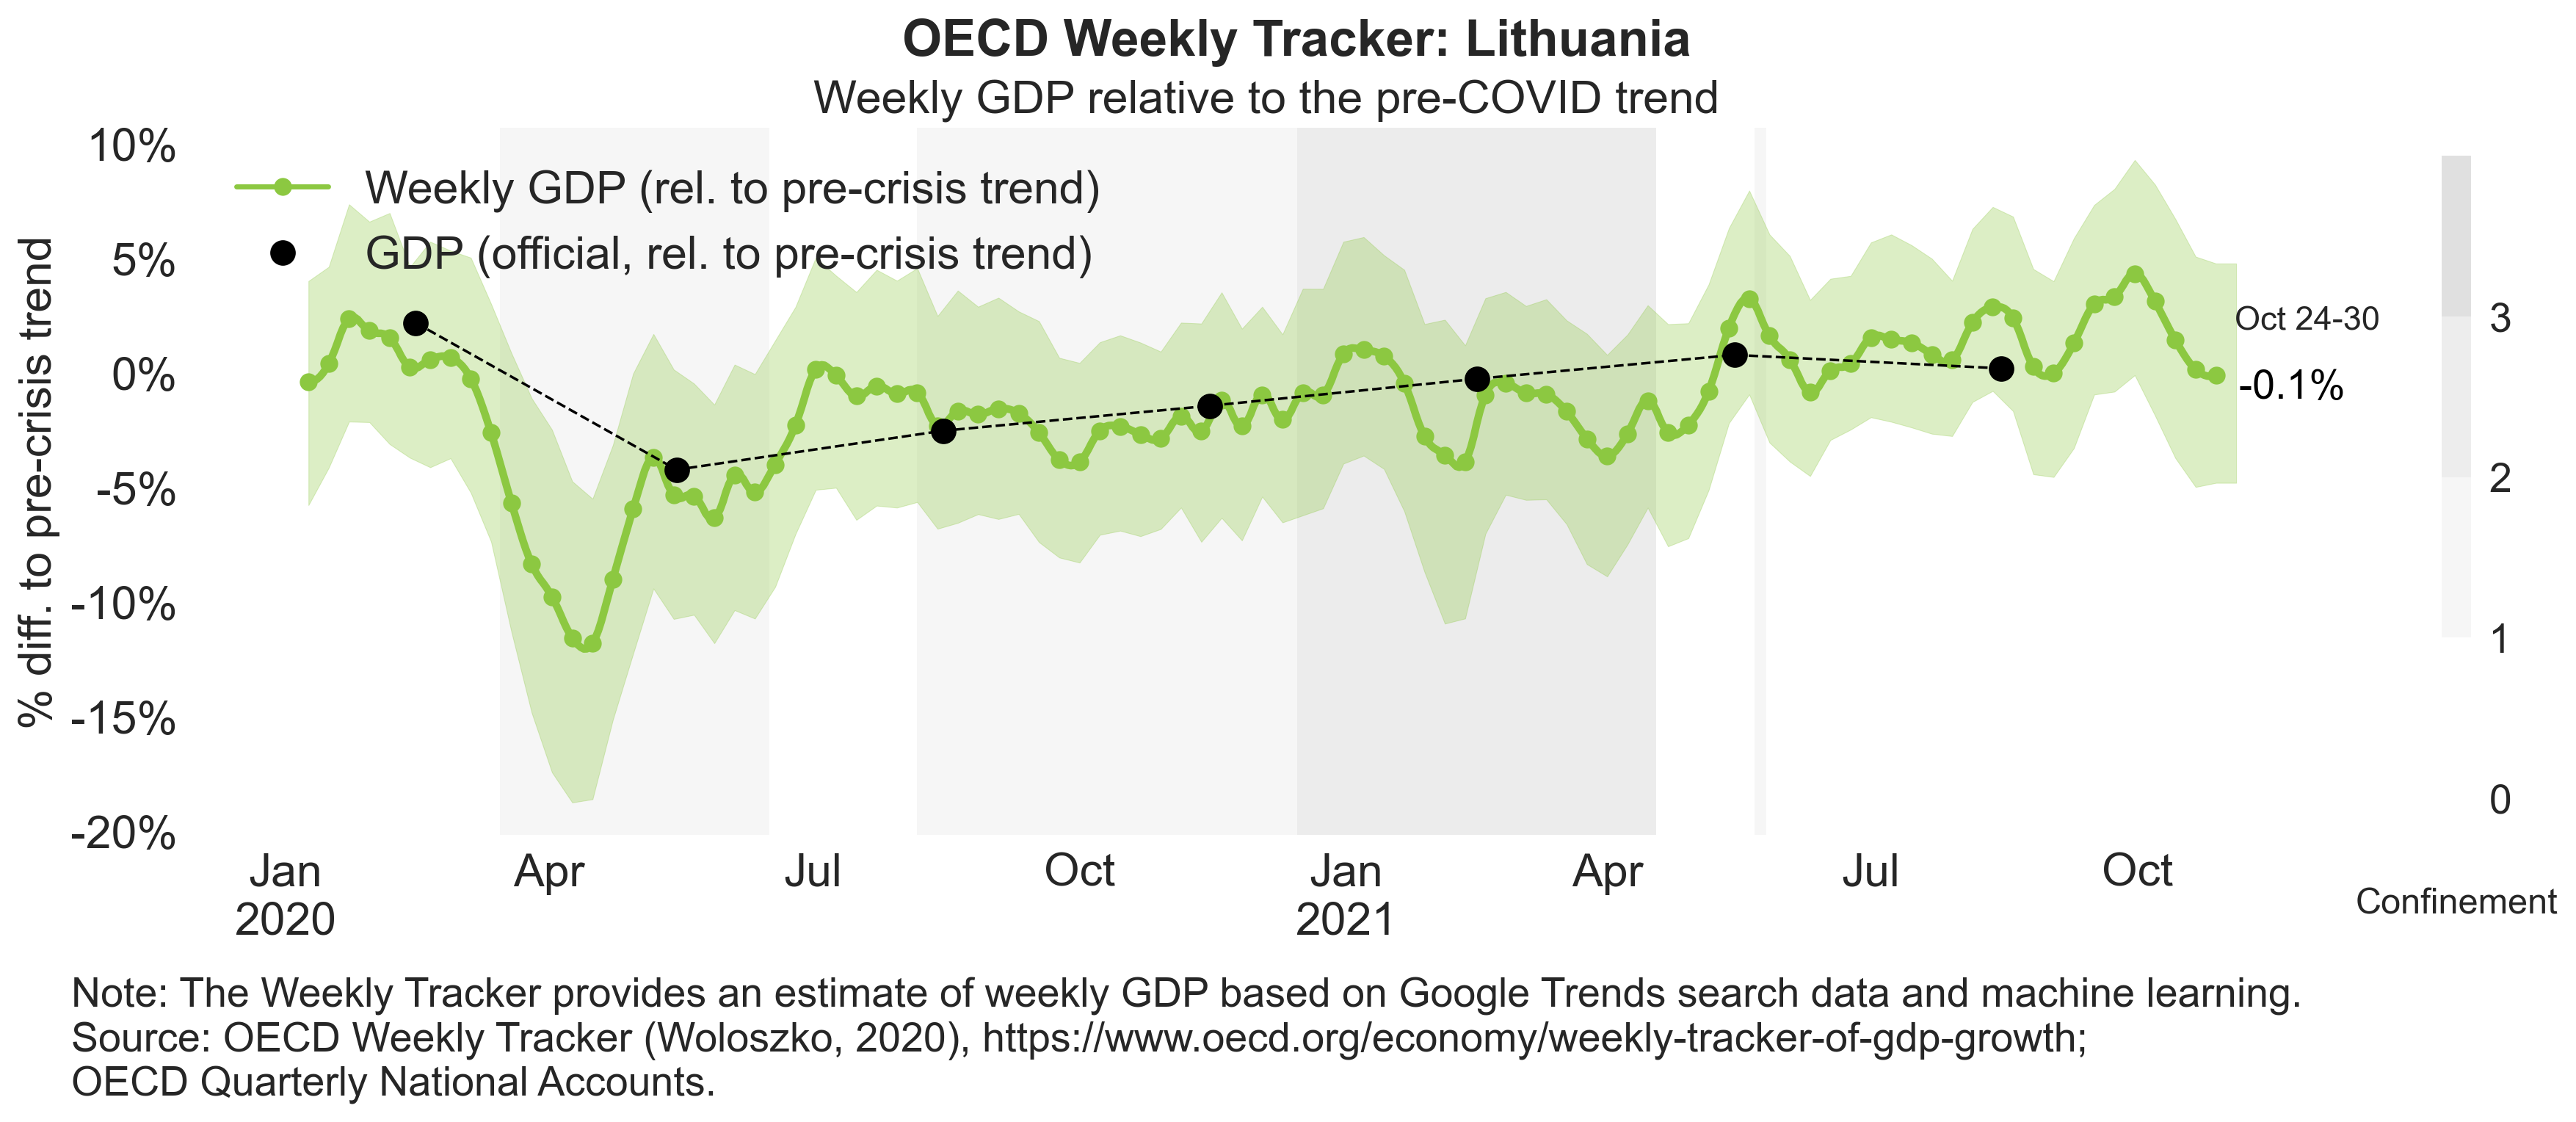 OECD Weekly Tracker: Lithuania
Weekly GDP relative to the pre-COVID trend
% diff. to pre-crisis trend
10%
5%
0%
-5%
-10%
-15%
-20%
Weekly GDP (rel. to pre-crisis trend)
GDP (official, rel. to pre-crisis trend)
Oct 24-30
-0.1%
3
2
1
0
Confinement
Jan Apr Jul Oct Jan Apr Jul Oct
2020 2021
Note: The Weekly Tracker provides an estimate of weekly GDP based on Google Trends search data and machine learning.
Source: OECD Weekly Tracker (Woloszko, 2020), https://www.oecd.org/economy/weekly-tracker-of-gdp-growth;
OECD Quarterly National Accounts.